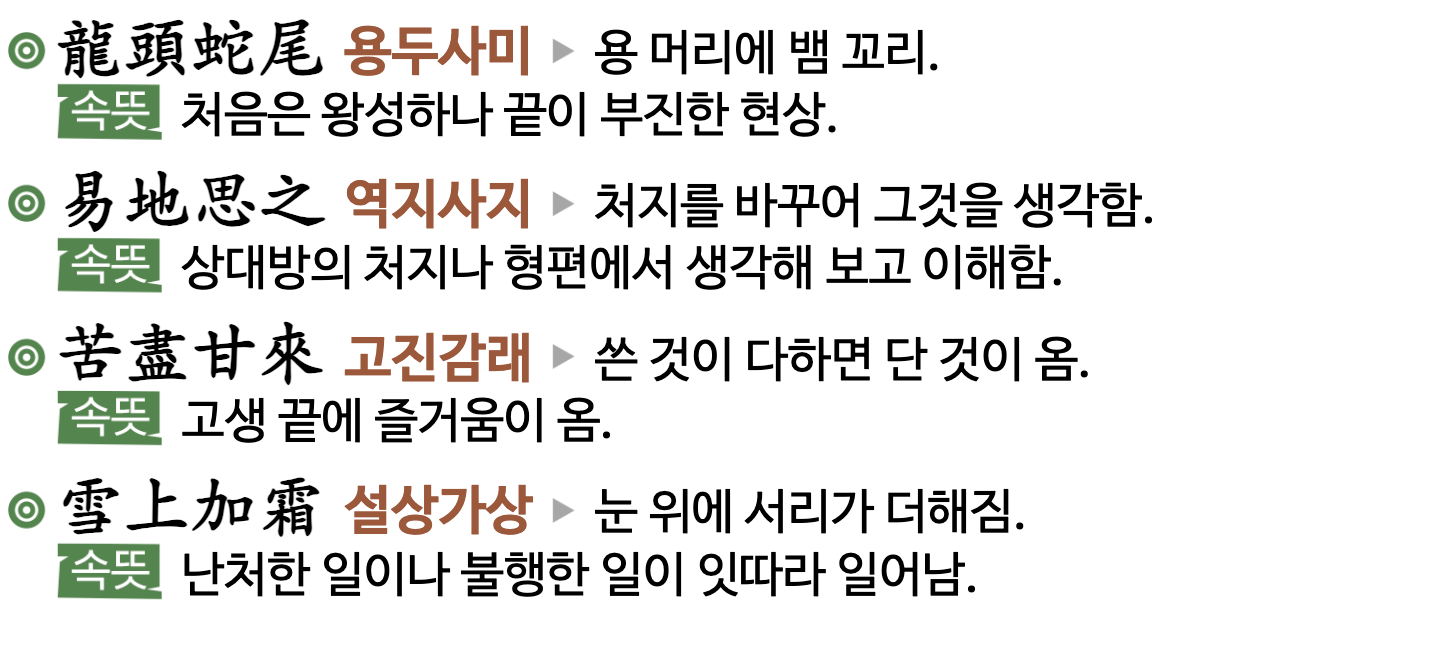 ◎ 龍頭蛇尾 용두사미 ▶ 용 머리에 뱀 꼬리.
속뜻 처음은 왕성하나 끝이 부진한 현상.
◎ 易地思之 역지사지 ▶ 처지를 바꾸어 그것을 생각함.
속뜻 상대방의 처지나 형편에서 생각해 보고 이해함.
◎ 苦盡甘來 고진감래 ▶ 쓴 것이 다하면 단 것이 옴.
속뜻 고생 끝에 즐거움이 옴.
◎ 雪上加霜 설상가상 ▶ 눈 위에 서리가 더해짐.
속뜻 난처한 일이나 불행한 일이 잇따라 일어남.